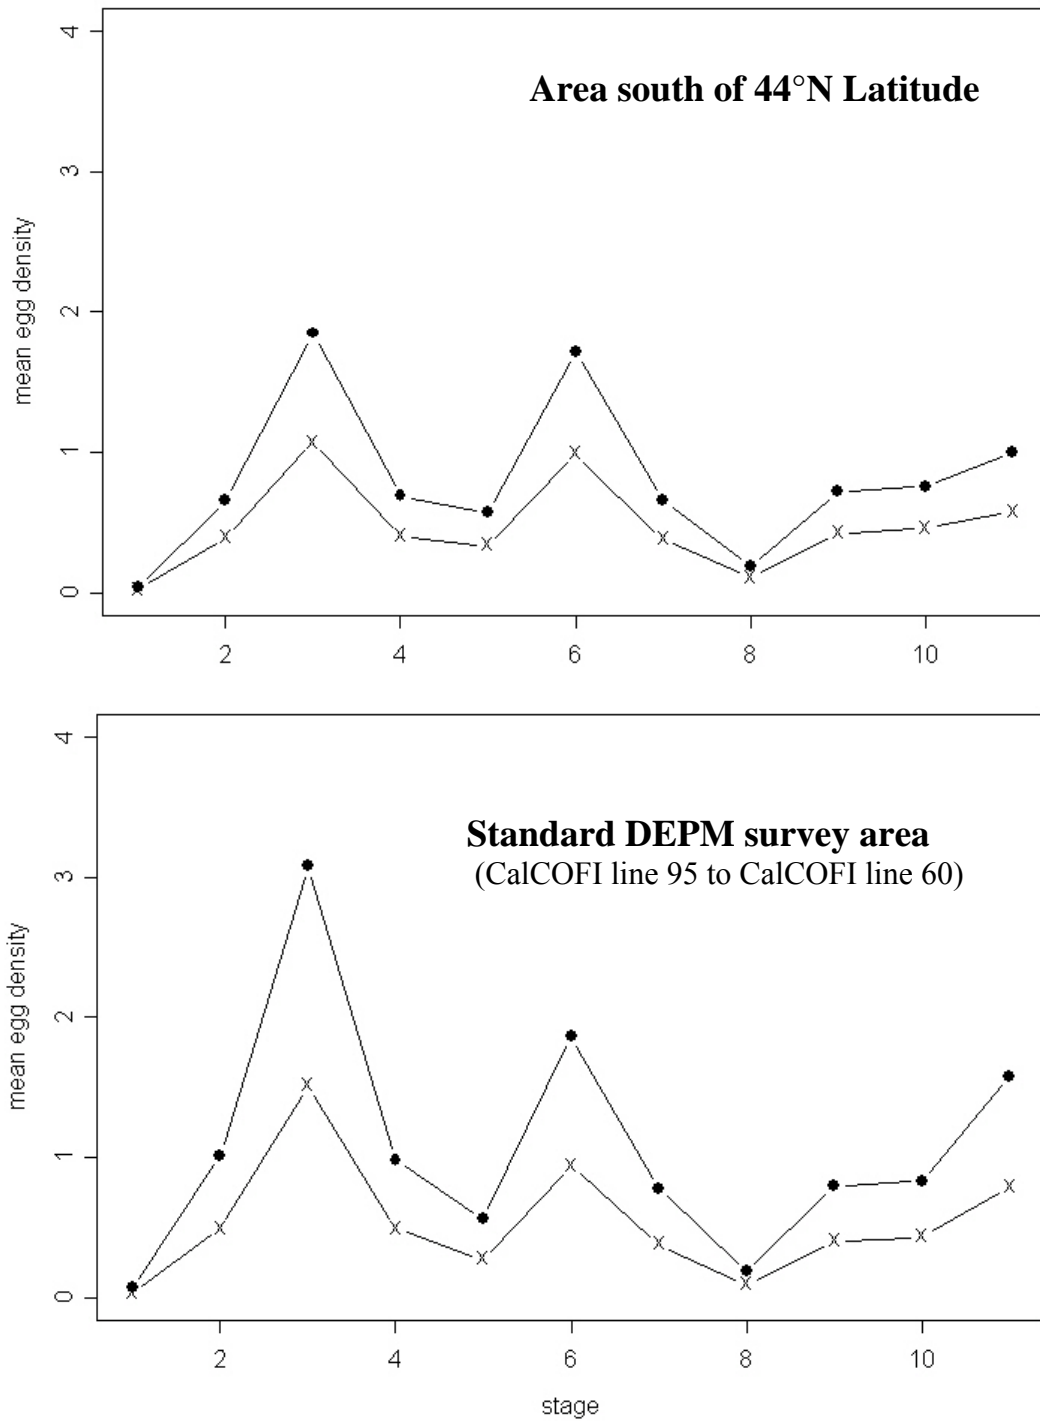 Area south of 44°N Latitude
mean egg density
4
3
2
1
0
2 4 6 8 10
Standard DEPM survey area
(CalCOFI line 95 to CalCOFI line 60)
mean egg density
4
3
2
1
0
2 4 6 8 10
stage